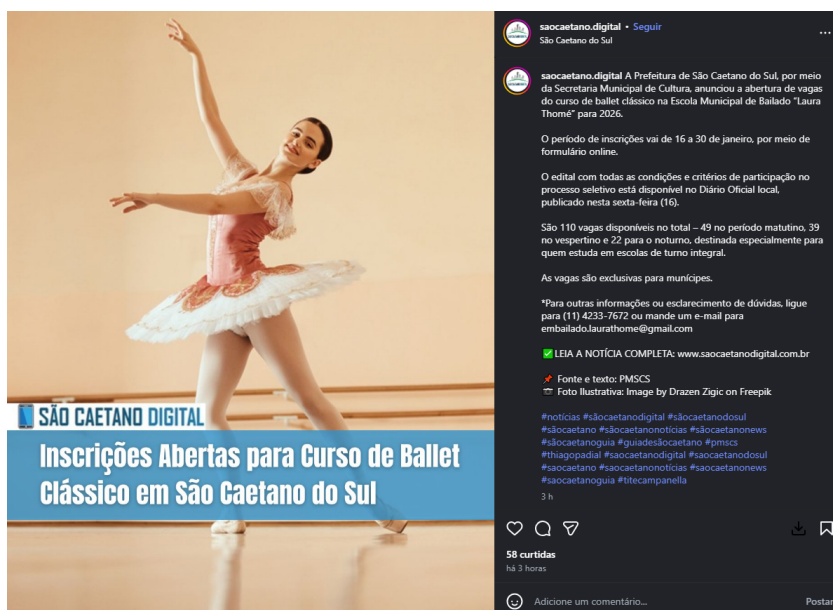 SÃO CAETANO DIGITAL
Inscrições Abertas para Curso de Ballet
Clássico em São Caetano do Sul
saocaetano.digital • Seguir
São Caetano do Sul
saocaetano.digital A Prefeitura de São Caetano do Sul, por meio
da Secretaria Municipal de Cultura, anunciou a abertura de vagas
do curso de ballet clássico na Escola Municipal de Bailado "Laura
Thomé" para 2026.
O período de inscrições vai de 16 a 30 de janeiro, por meio de
formulário online.
O edital com todas as condições e critérios de participação no
processo seletivo está disponível no Diário Oficial local,
publicado nesta sexta-feira (16).
São 110 vagas disponíveis no total – 49 no período matutino, 39
no vespertino e 22 para o noturno, destinada especialmente para
quem estuda em escolas de turno integral.
As vagas são exclusivas para munícipes.
*Para outras informações ou esclarecimento de dúvidas, ligue
para (11) 4233-7672 ou mande um e-mail para
embailado.laurathome@gmail.com
✅ LEIA A NOTÍCIA COMPLETA: www.saocaetanodigital.com.br
📌 Fonte e texto: PMSCS
📷 Foto Ilustrativa: Image by Drazen Zigic on Freepik
#notícias #sãocaetanodigital #sãocaetanodosul
#sãocaetano #sãocaetanonotícias #sãocaetanonews
#sãocaetanoguia #guiadesãocaetano #pmscs
#thiagopadial #saocaetanodigital #saocaetanodosul
#saocaetano #saocaetanonotícias #saocaetanonews
#saocaetanoguia #titecampanella
3 h
58 curtidas
há 3 horas
Adicione um comentário...
Postar